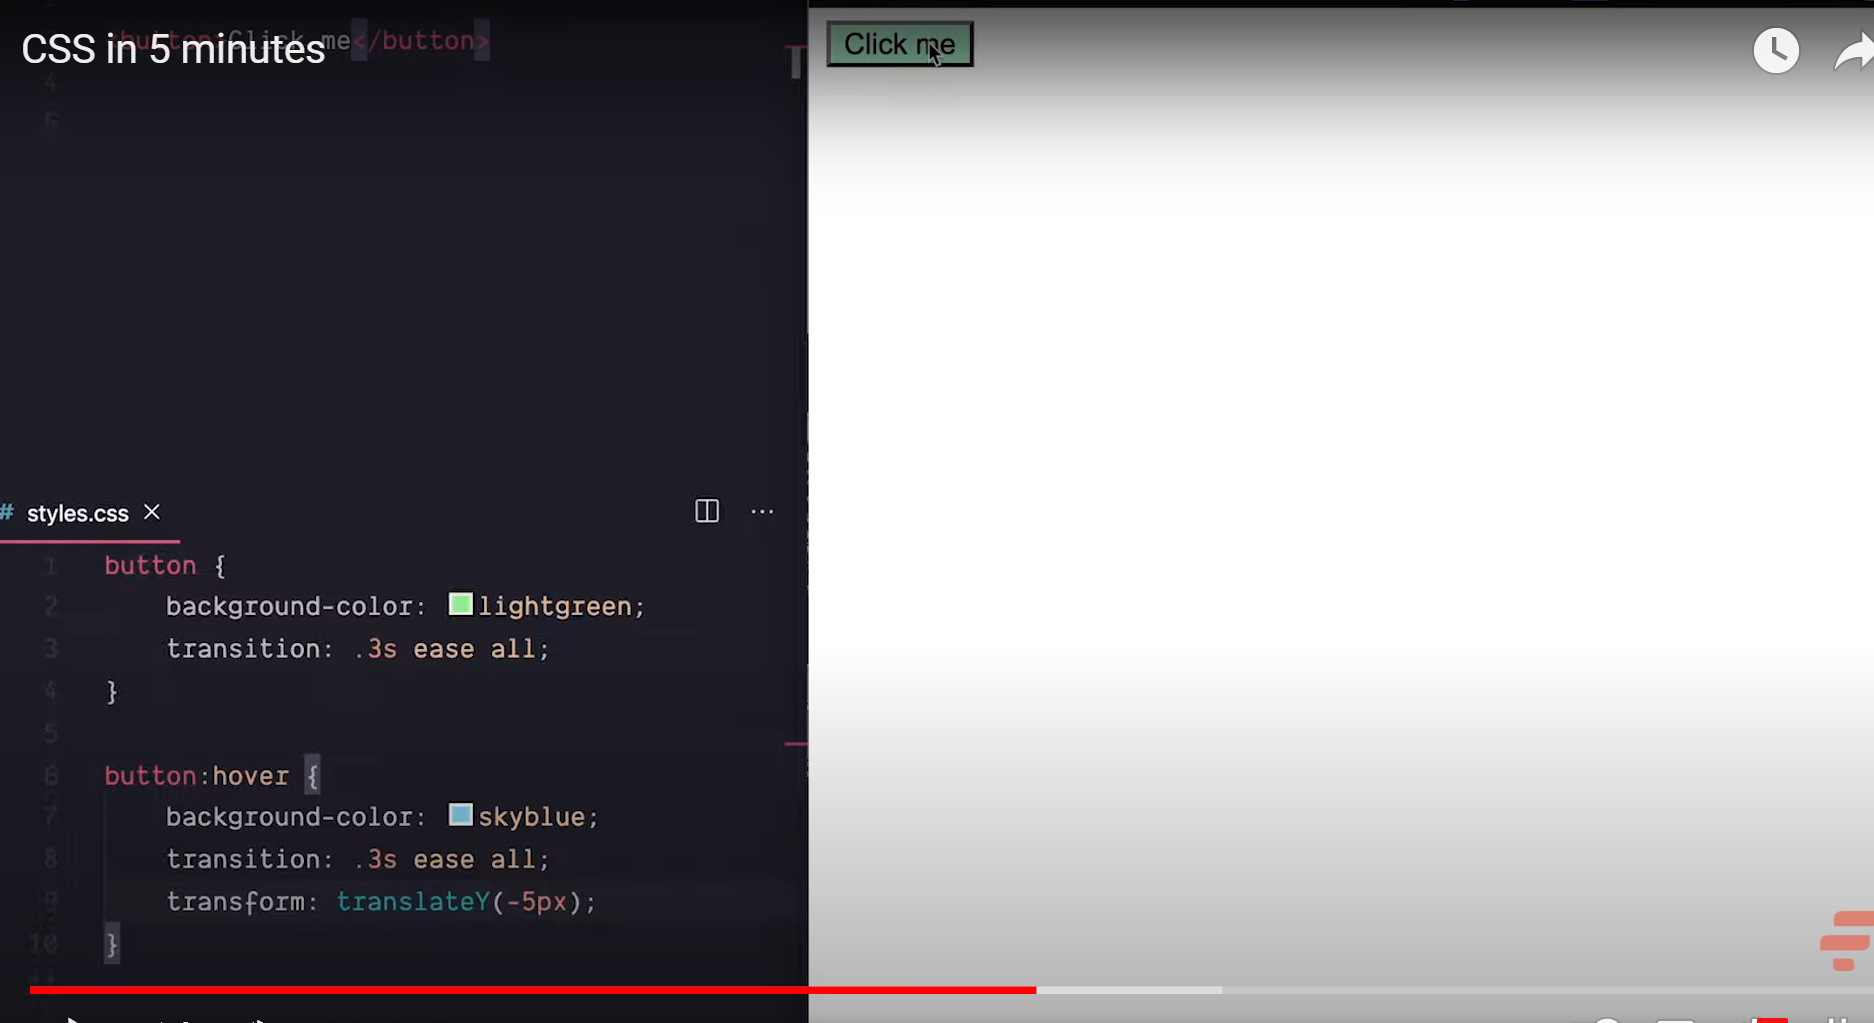 CSS in 5 minutes
<button>Click me</button>
4
5
Click me
# styles.css
1 button {
2 background-color: lightgreen;
3 transition: .3s ease all;
4 }
5
6 button:hover {
7 background-color: skyblue;
8 transition: .3s ease all;
9 transform: translateY(-5px);
10 }
11